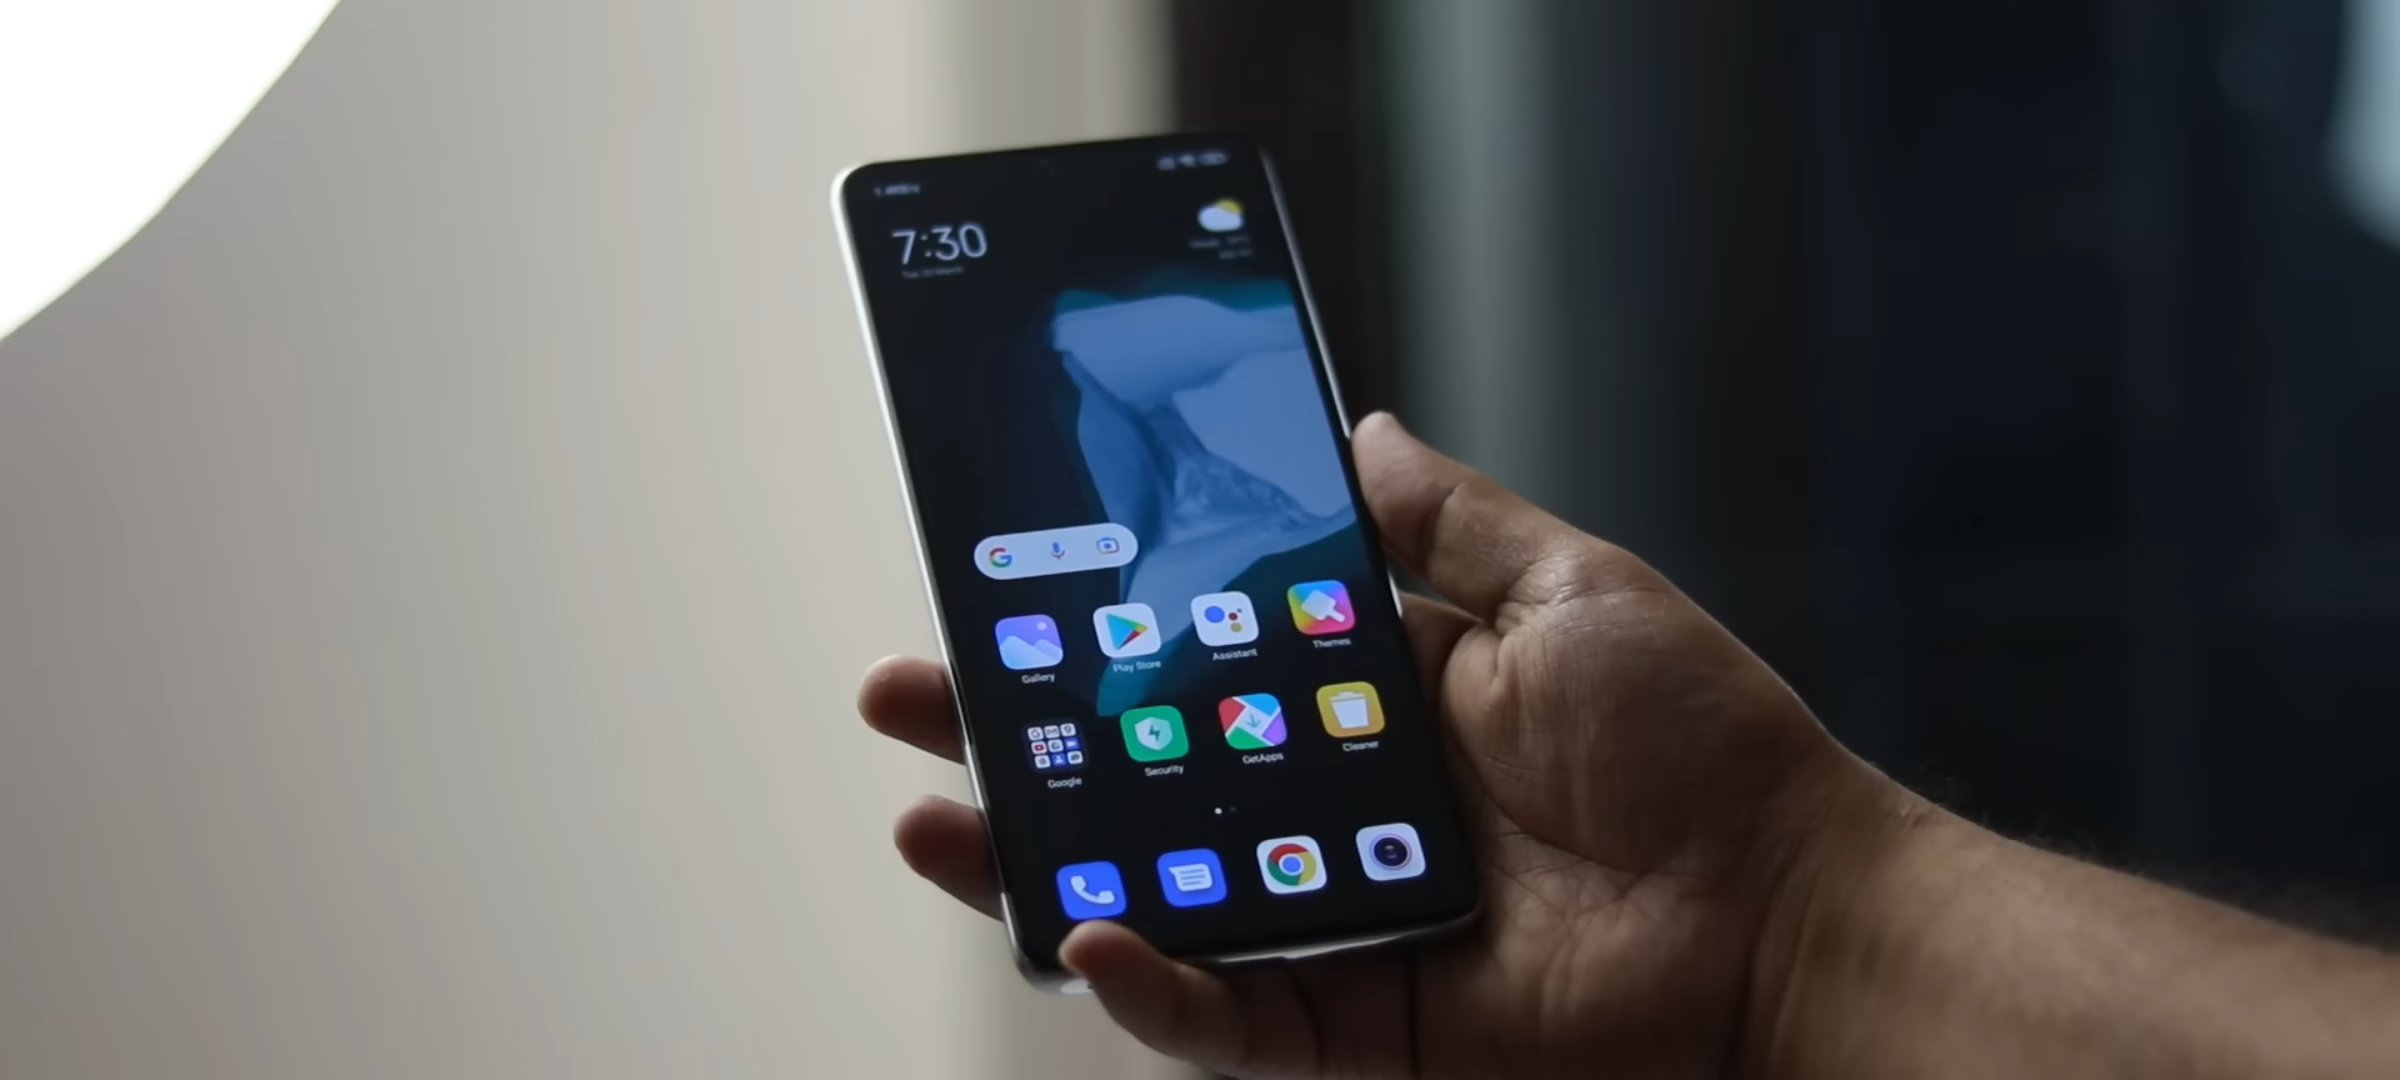 7:30
Gallery
Play Store
Assistant
Themes
Google
Security
GetApps
Cleaner